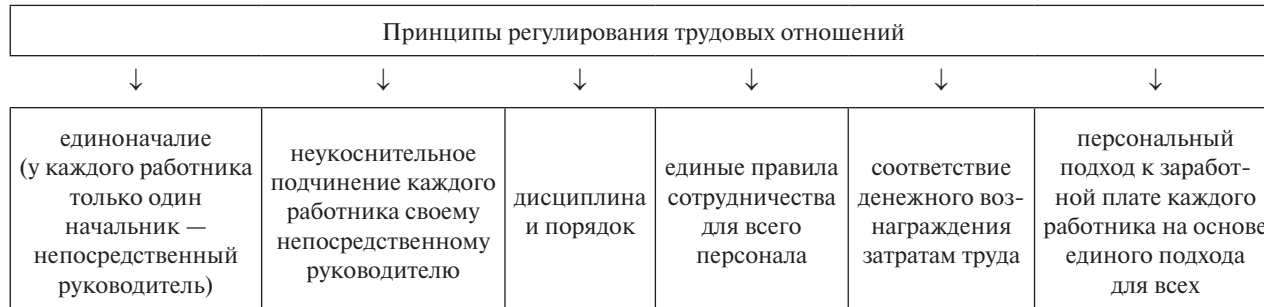 Принципы регулирования трудовых отношений
↓ ↓ ↓ ↓ ↓ ↓
единоначалие
(у каждого работника
только один
начальник —
непосредственный
руководитель)
неукоснительное
подчинение каждого
работника своему
непосредственному
руководителю
дисциплина
и порядок
единые правила
сотрудничества
для всего
персонала
соответствие
денежного воз-
награждения
затратам труда
персональный
подход к заработ-
ной плате каждого
работника на основе
единого подхода
для всех